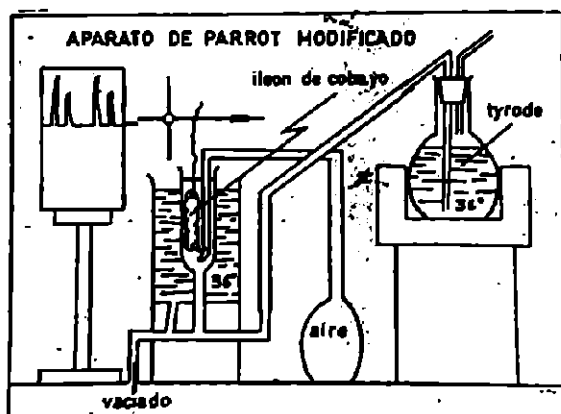 APARATO DE PARROT MODIFICADO
ileon de cobayo
tyrode
36°
36°
aire
vaciado